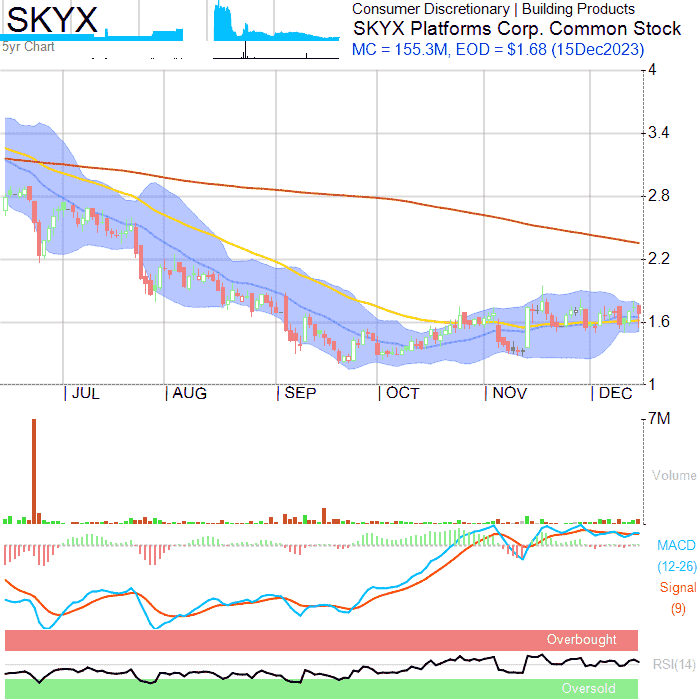 SKYX
5yr Chart
Consumer Discretionary | Building Products
SKYX Platforms Corp. Common Stock
MC = 155.3M, EOD = $1.68 (15Dec2023)
4
3.4
2.8
2.2
1.6
1
JUL
AUG
SEP
OCT
NOV
DEC
7M
Volume
MACD
(12-26)
Signal
(9)
Overbought
RSI(14)
Oversold